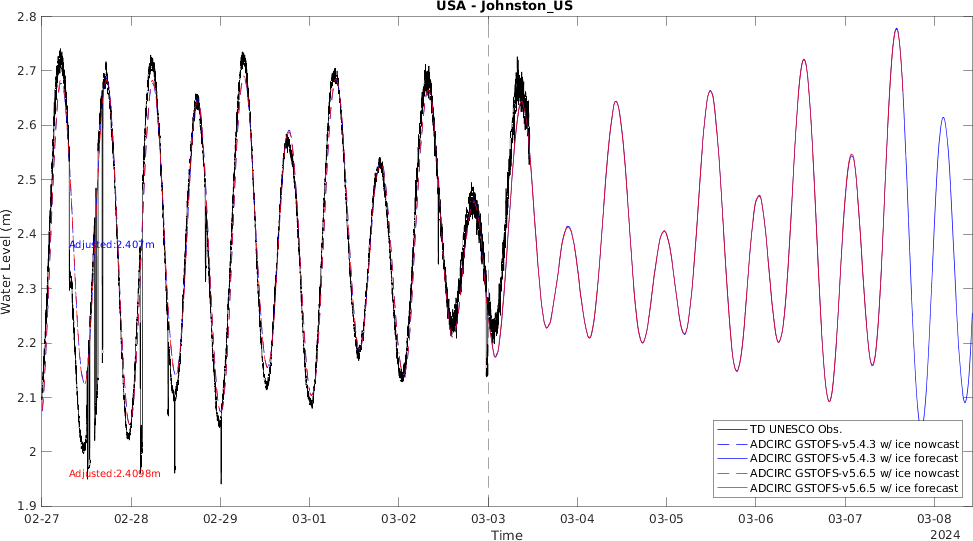 USA - Johnston_US
2.8
2.7
2.6
2.5
2.4
2.3
2.2
2.1
2
1.9
Water Level (m)
Adjusted:2.407m
Adjusted:2.4098m
TD UNESCO Obs.
ADCIRC GSTOFS-v5.4.3 w/ ice nowcast
ADCIRC GSTOFS-v5.4.3 w/ ice forecast
ADCIRC GSTOFS-v5.6.5 w/ ice nowcast
ADCIRC GSTOFS-v5.6.5 w/ ice forecast
02-27 02-28 02-29 03-01 03-02 03-03 03-04 03-05 03-06 03-07 03-08
Time
2024